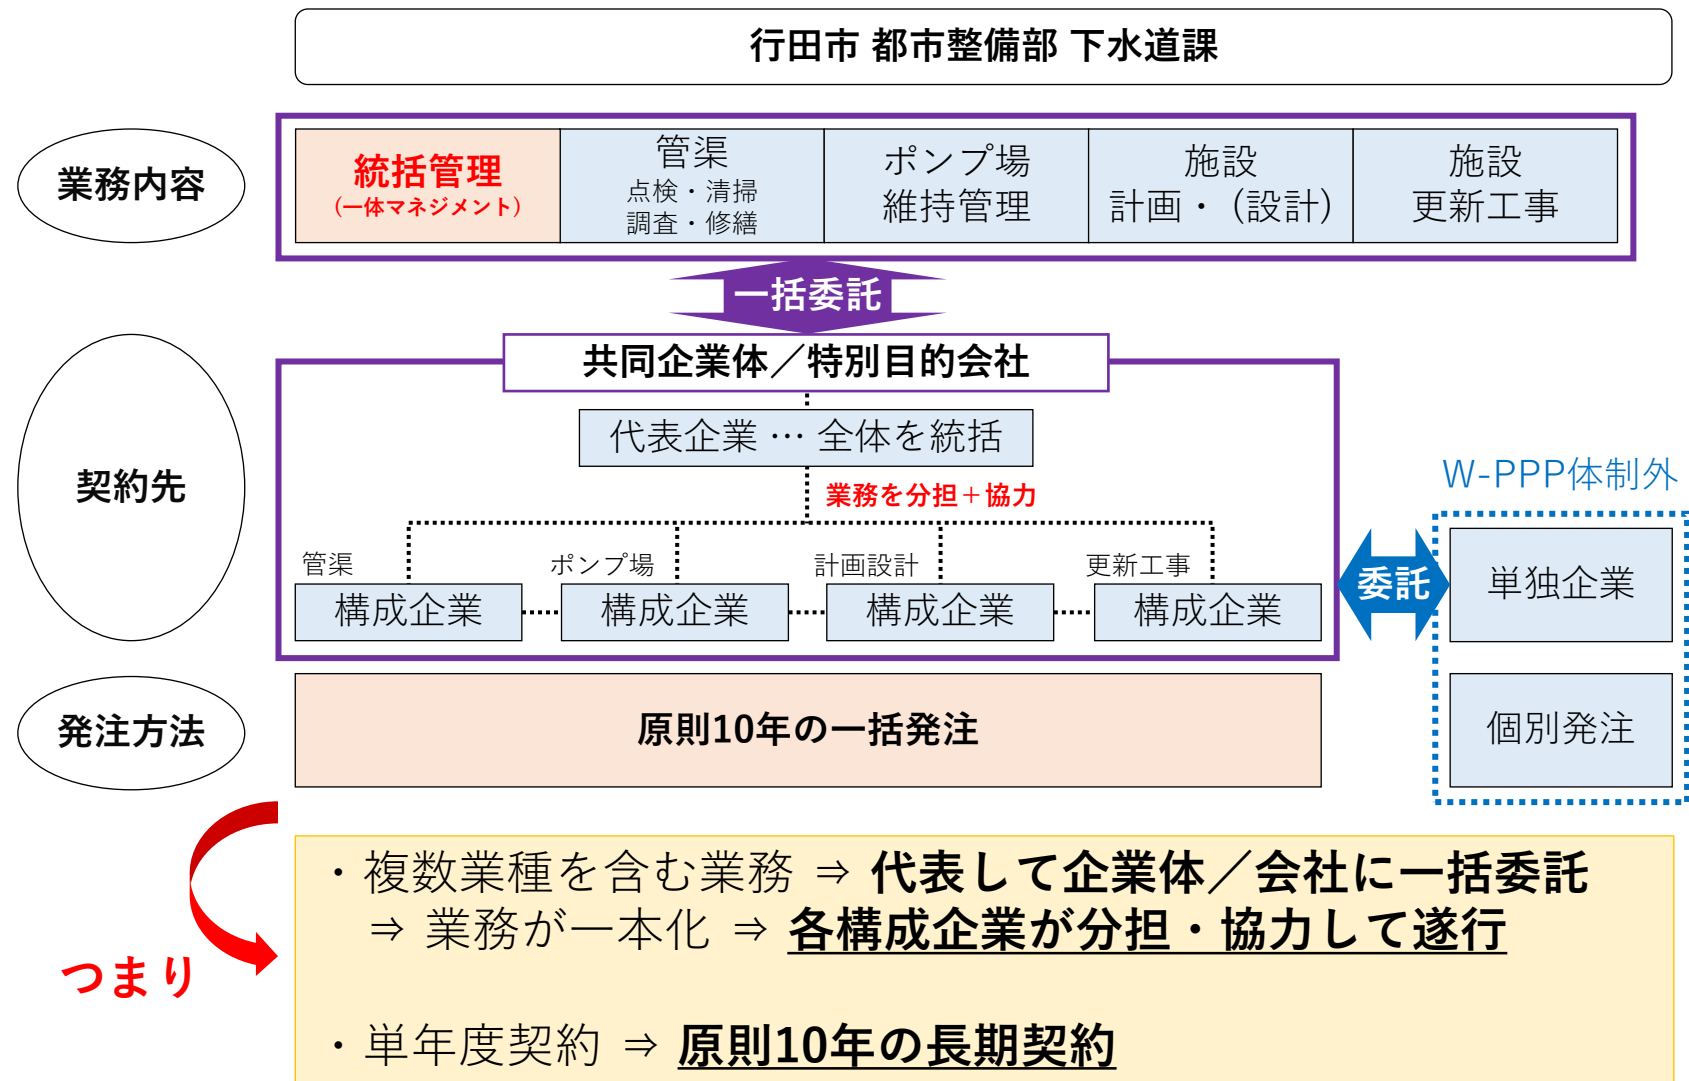 行田市 都市整備部 下水道課
業務内容
統括管理
(一体マネジメント)
管渠
点検・清掃
調査・修繕
ポンプ場
維持管理
施設
計画・（設計）
施設
更新工事
一括委託
契約先
共同企業体／特別目的会社
代表企業 … 全体を統括
業務を分担＋協力
管渠
構成企業
ポンプ場
構成企業
計画設計
構成企業
更新工事
構成企業
委託
W-PPP体制外
単独企業
個別発注
発注方法
原則10年の一括発注
つまり
・複数業種を含む業務 ⇒ 代表して企業体／会社に一括委託
⇒ 業務が一本化 ⇒ 各構成企業が分担・協力して遂行
・単年度契約 ⇒ 原則10年の長期契約